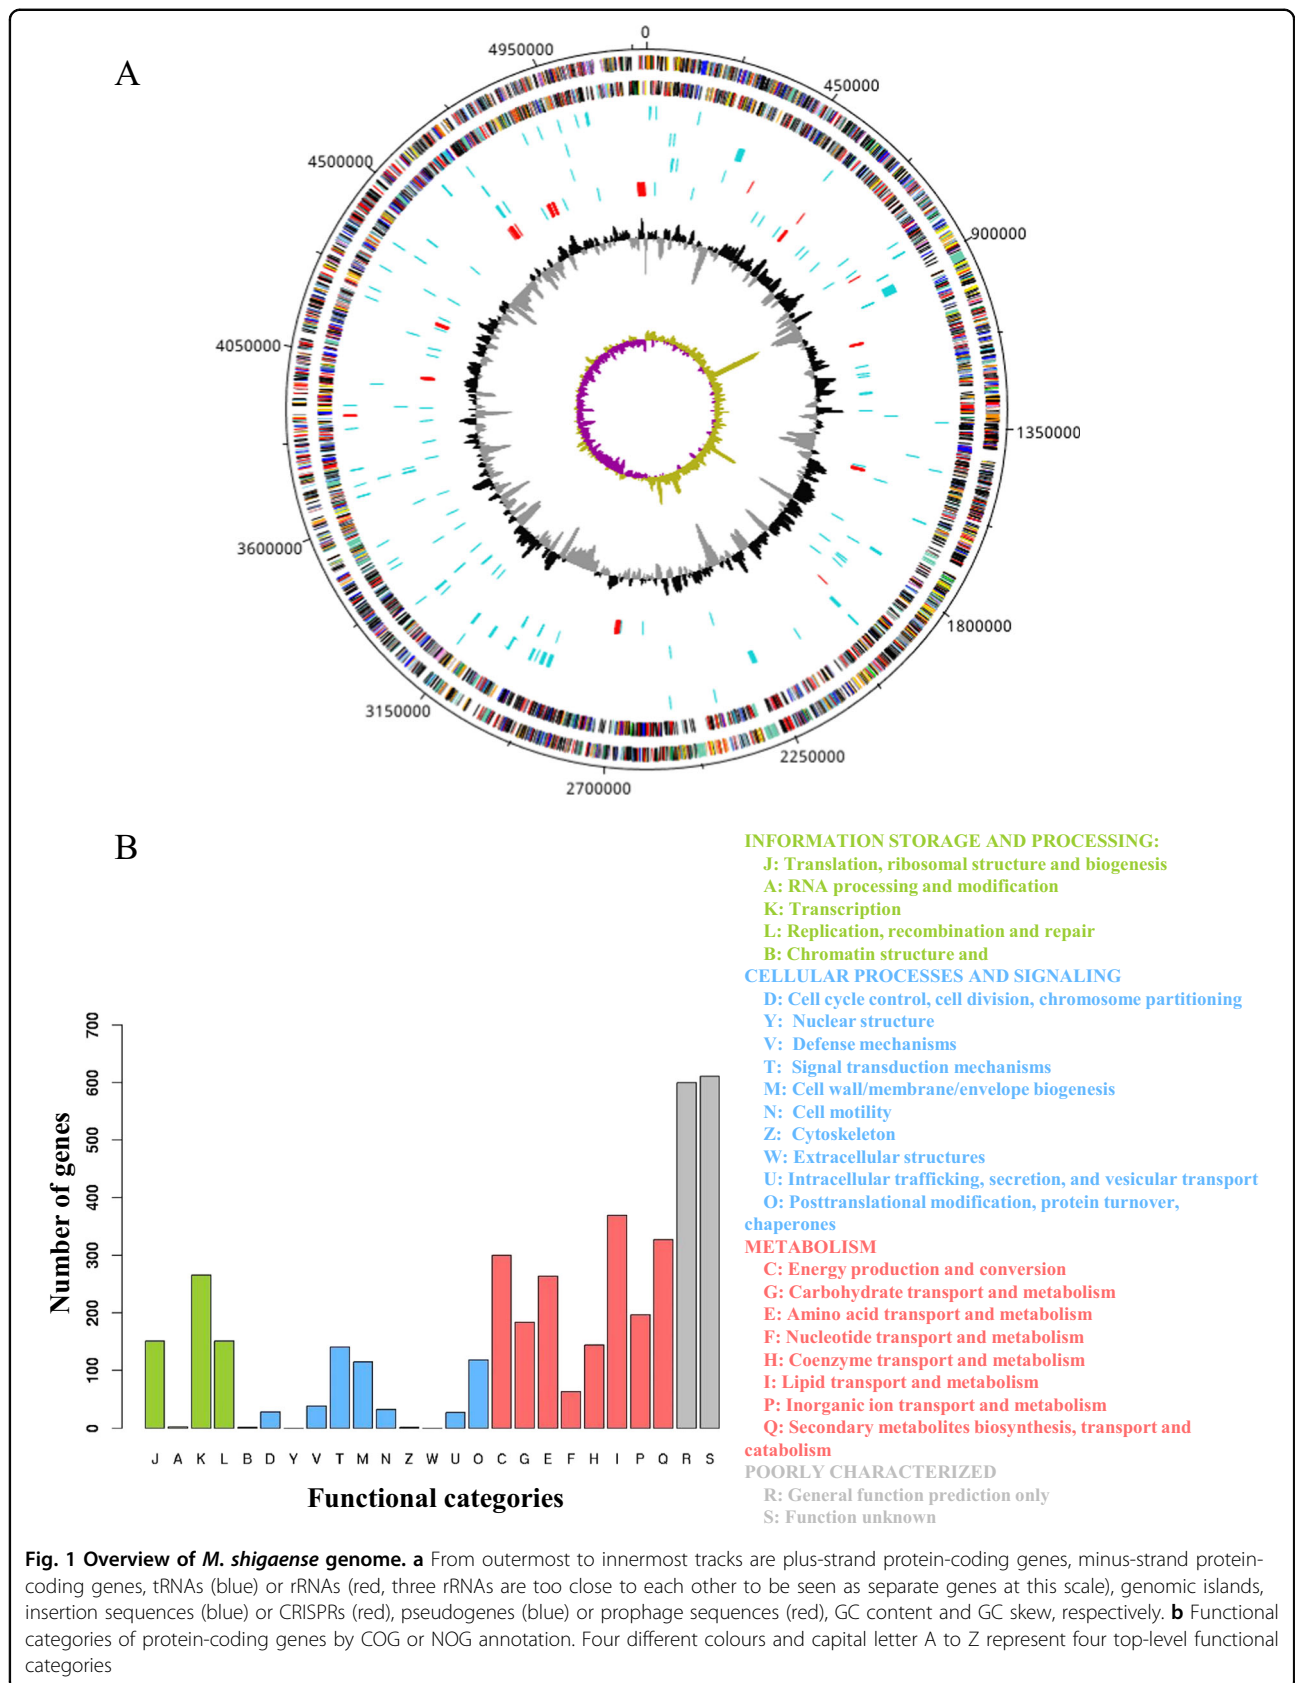 A
0
450000
900000
1350000
1800000
2250000
2700000
3150000
3600000
4050000
4500000
4950000
B
Number of genes
700
600
500
400
300
200
100
0
J A K L B D Y V T M N Z W U O C G E F H I P Q R S
Functional categories
INFORMATION STORAGE AND PROCESSING:
J: Translation, ribosomal structure and biogenesis
A: RNA processing and modification
K: Transcription
L: Replication, recombination and repair
B: Chromatin structure and
CELLULAR PROCESSES AND SIGNALING
D: Cell cycle control, cell division, chromosome partitioning
Y: Nuclear structure
V: Defense mechanisms
T: Signal transduction mechanisms
M: Cell wall/membrane/envelope biogenesis
N: Cell motility
Z: Cytoskeleton
W: Extracellular structures
U: Intracellular trafficking, secretion, and vesicular transport
O: Posttranslational modification, protein turnover,
chaperones
METABOLISM
C: Energy production and conversion
G: Carbohydrate transport and metabolism
E: Amino acid transport and metabolism
F: Nucleotide transport and metabolism
H: Coenzyme transport and metabolism
I: Lipid transport and metabolism
P: Inorganic ion transport and metabolism
Q: Secondary metabolites biosynthesis, transport and
catabolism
POORLY CHARACTERIZED
R: General function prediction only
S: Function unknown
Fig. 1 Overview of M. shigaense genome. a From outermost to innermost tracks are plus-strand protein-coding genes, minus-strand protein-
coding genes, tRNAs (blue) or rRNAs (red, three rRNAs are too close to each other to be seen as separate genes at this scale), genomic islands,
insertion sequences (blue) or CRISPRs (red), pseudogenes (blue) or prophage sequences (red), GC content and GC skew, respectively. b Functional
categories of protein-coding genes by COG or NOG annotation. Four different colours and capital letter A to Z represent four top-level functional
categories